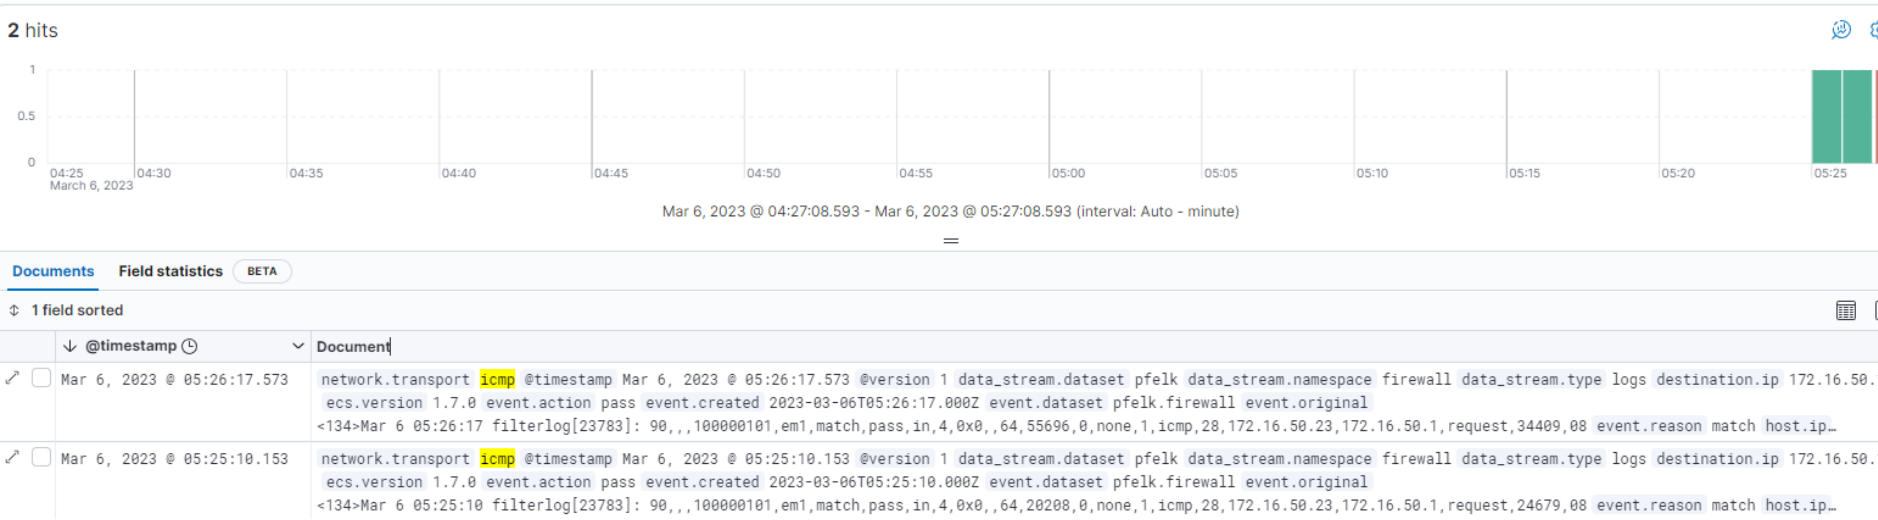 2 hits
1
0.5
0
04:25 04:30 04:35 04:40 04:45 04:50 04:55 05:00 05:05 05:10 05:15 05:20 05:25
March 6, 2023
Mar 6, 2023 @ 04:27:08.593 - Mar 6, 2023 @ 05:27:08.593 (interval: Auto - minute)
Documents Field statistics BETA
1 field sorted
@timestamp Document
Mar 6, 2023 @ 05:26:17.573 network.transport icmp @timestamp Mar 6, 2023 @ 05:26:17.573 @version 1 data_stream.dataset pfelk data_stream.namespace firewall data_stream.type logs destination.ip 172.16.50.
ecs.version 1.7.0 event.action pass event.created 2023-03-06T05:26:17.000Z event.dataset pfelk.firewall event.original
<134>Mar 6 05:26:17 filterlog[23783]: 90,,,100000101,em1,match,pass,in,4,0x0,,64,55696,0,none,1,icmp,28,172.16.50.23,172.16.50.1,request,34409,08 event.reason match host.ip…
Mar 6, 2023 @ 05:25:10.153 network.transport icmp @timestamp Mar 6, 2023 @ 05:25:10.153 @version 1 data_stream.dataset pfelk data_stream.namespace firewall data_stream.type logs destination.ip 172.16.50.
ecs.version 1.7.0 event.action pass event.created 2023-03-06T05:25:10.000Z event.dataset pfelk.firewall event.original
<134>Mar 6 05:25:10 filterlog[23783]: 90,,,100000101,em1,match,pass,in,4,0x0,,64,20208,0,none,1,icmp,28,172.16.50.23,172.16.50.1,request,24679,08 event.reason match host.ip…